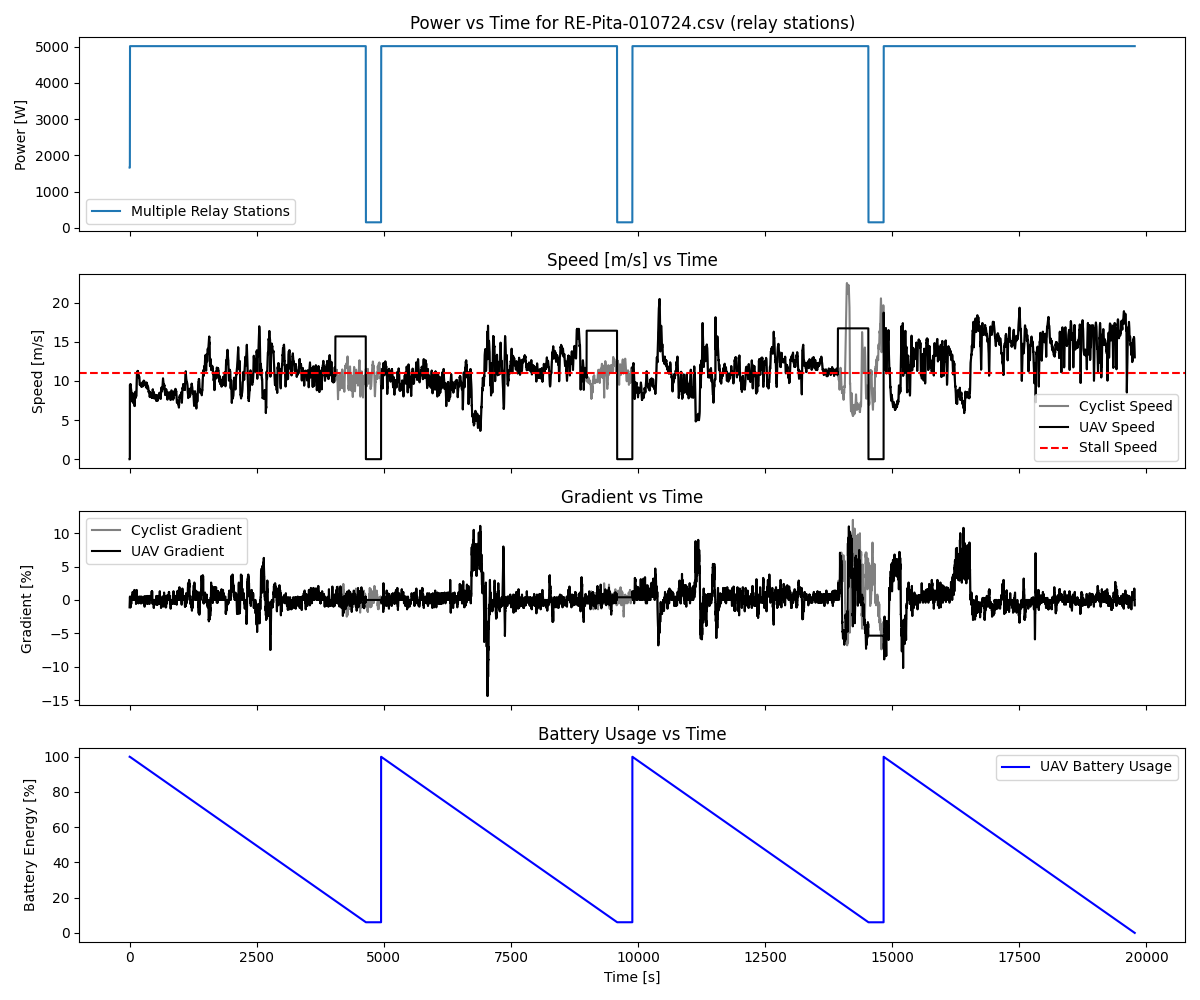 Power vs Time for RE-Pita-010724.csv (relay stations)
5000
4000
3000
2000
1000
0
Power [W]
Multiple Relay Stations
Speed [m/s] vs Time
20
15
10
5
0
Speed [m/s]
Cyclist Speed
UAV Speed
Stall Speed
Gradient vs Time
10
5
0
−5
−10
−15
Gradient [%]
Cyclist Gradient
UAV Gradient
Battery Usage vs Time
100
80
60
40
20
0
Battery Energy [%]
UAV Battery Usage
0 2500 5000 7500 10000 12500 15000 17500 20000
Time [s]